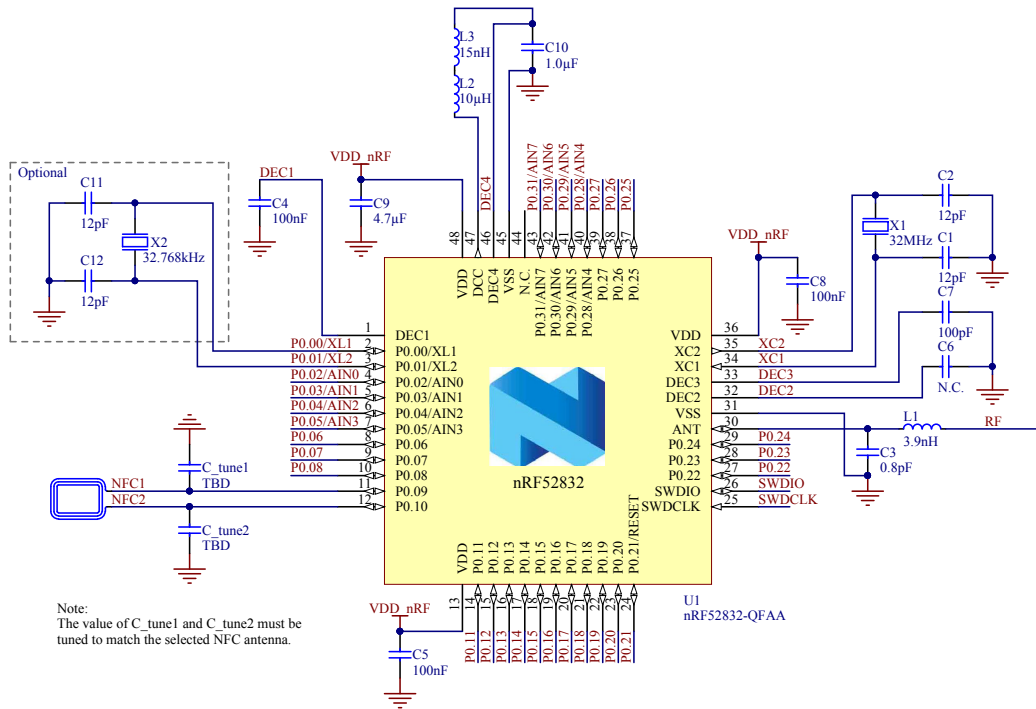 L3
15nH
L2
10µH
C10
1.0µF
Optional
C11
12pF
X2
32.768kHz
C12
12pF
DEC1
C4
100nF
VDD_nRF
C9
4.7µF
DEC4
P0.31/AIN7
P0.30/AIN6
P0.29/AIN5
P0.28/AIN4
P0.27
P0.26
P0.25
48
47
46
45
44
43
42
41
40
39
38
37
VDD
DCC
DEC4
VSS
N.C.
P0.31/AIN7
P0.30/AIN6
P0.29/AIN5
P0.28/AIN4
P0.27
P0.26
P0.25
C2
12pF
X1
32MHz
C1
12pF
VDD_nRF
C8
100nF
C7
100pF
C6
N.C.
1 DEC1
P0.00/XL1 2 P0.00/XL1
P0.01/XL2 3 P0.01/XL2
P0.02/AIN0 4 P0.02/AIN0
P0.03/AIN1 5 P0.03/AIN1
P0.04/AIN2 6 P0.04/AIN2
P0.05/AIN3 7 P0.05/AIN3
P0.06 8 P0.06
P0.07 9 P0.07
P0.08 10 P0.08
NFC1 11 P0.09
NFC2 12 P0.10
C_tune1
TBD
C_tune2
TBD
nRF52832
VDD 36
XC2 35 XC2
XC1 34 XC1
DEC3 33 DEC3
DEC2 32 DEC2
VSS 31
ANT 30
P0.24 29 P0.24
P0.23 28 P0.23
P0.22 27 P0.22
SWDIO 26 SWDIO
SWDCLK 25 SWDCLK
L1
3.9nH
RF
C3
0.8pF
VDD
P0.11
P0.12
P0.13
P0.14
P0.15
P0.16
P0.17
P0.18
P0.19
P0.20
P0.21/RESET
13
14
15
16
17
18
19
20
21
22
23
24
P0.11
P0.12
P0.13
P0.14
P0.15
P0.16
P0.17
P0.18
P0.19
P0.20
P0.21
U1
nRF52832-QFAA
VDD_nRF
C5
100nF
Note:
The value of C_tune1 and C_tune2 must be
tuned to match the selected NFC antenna.